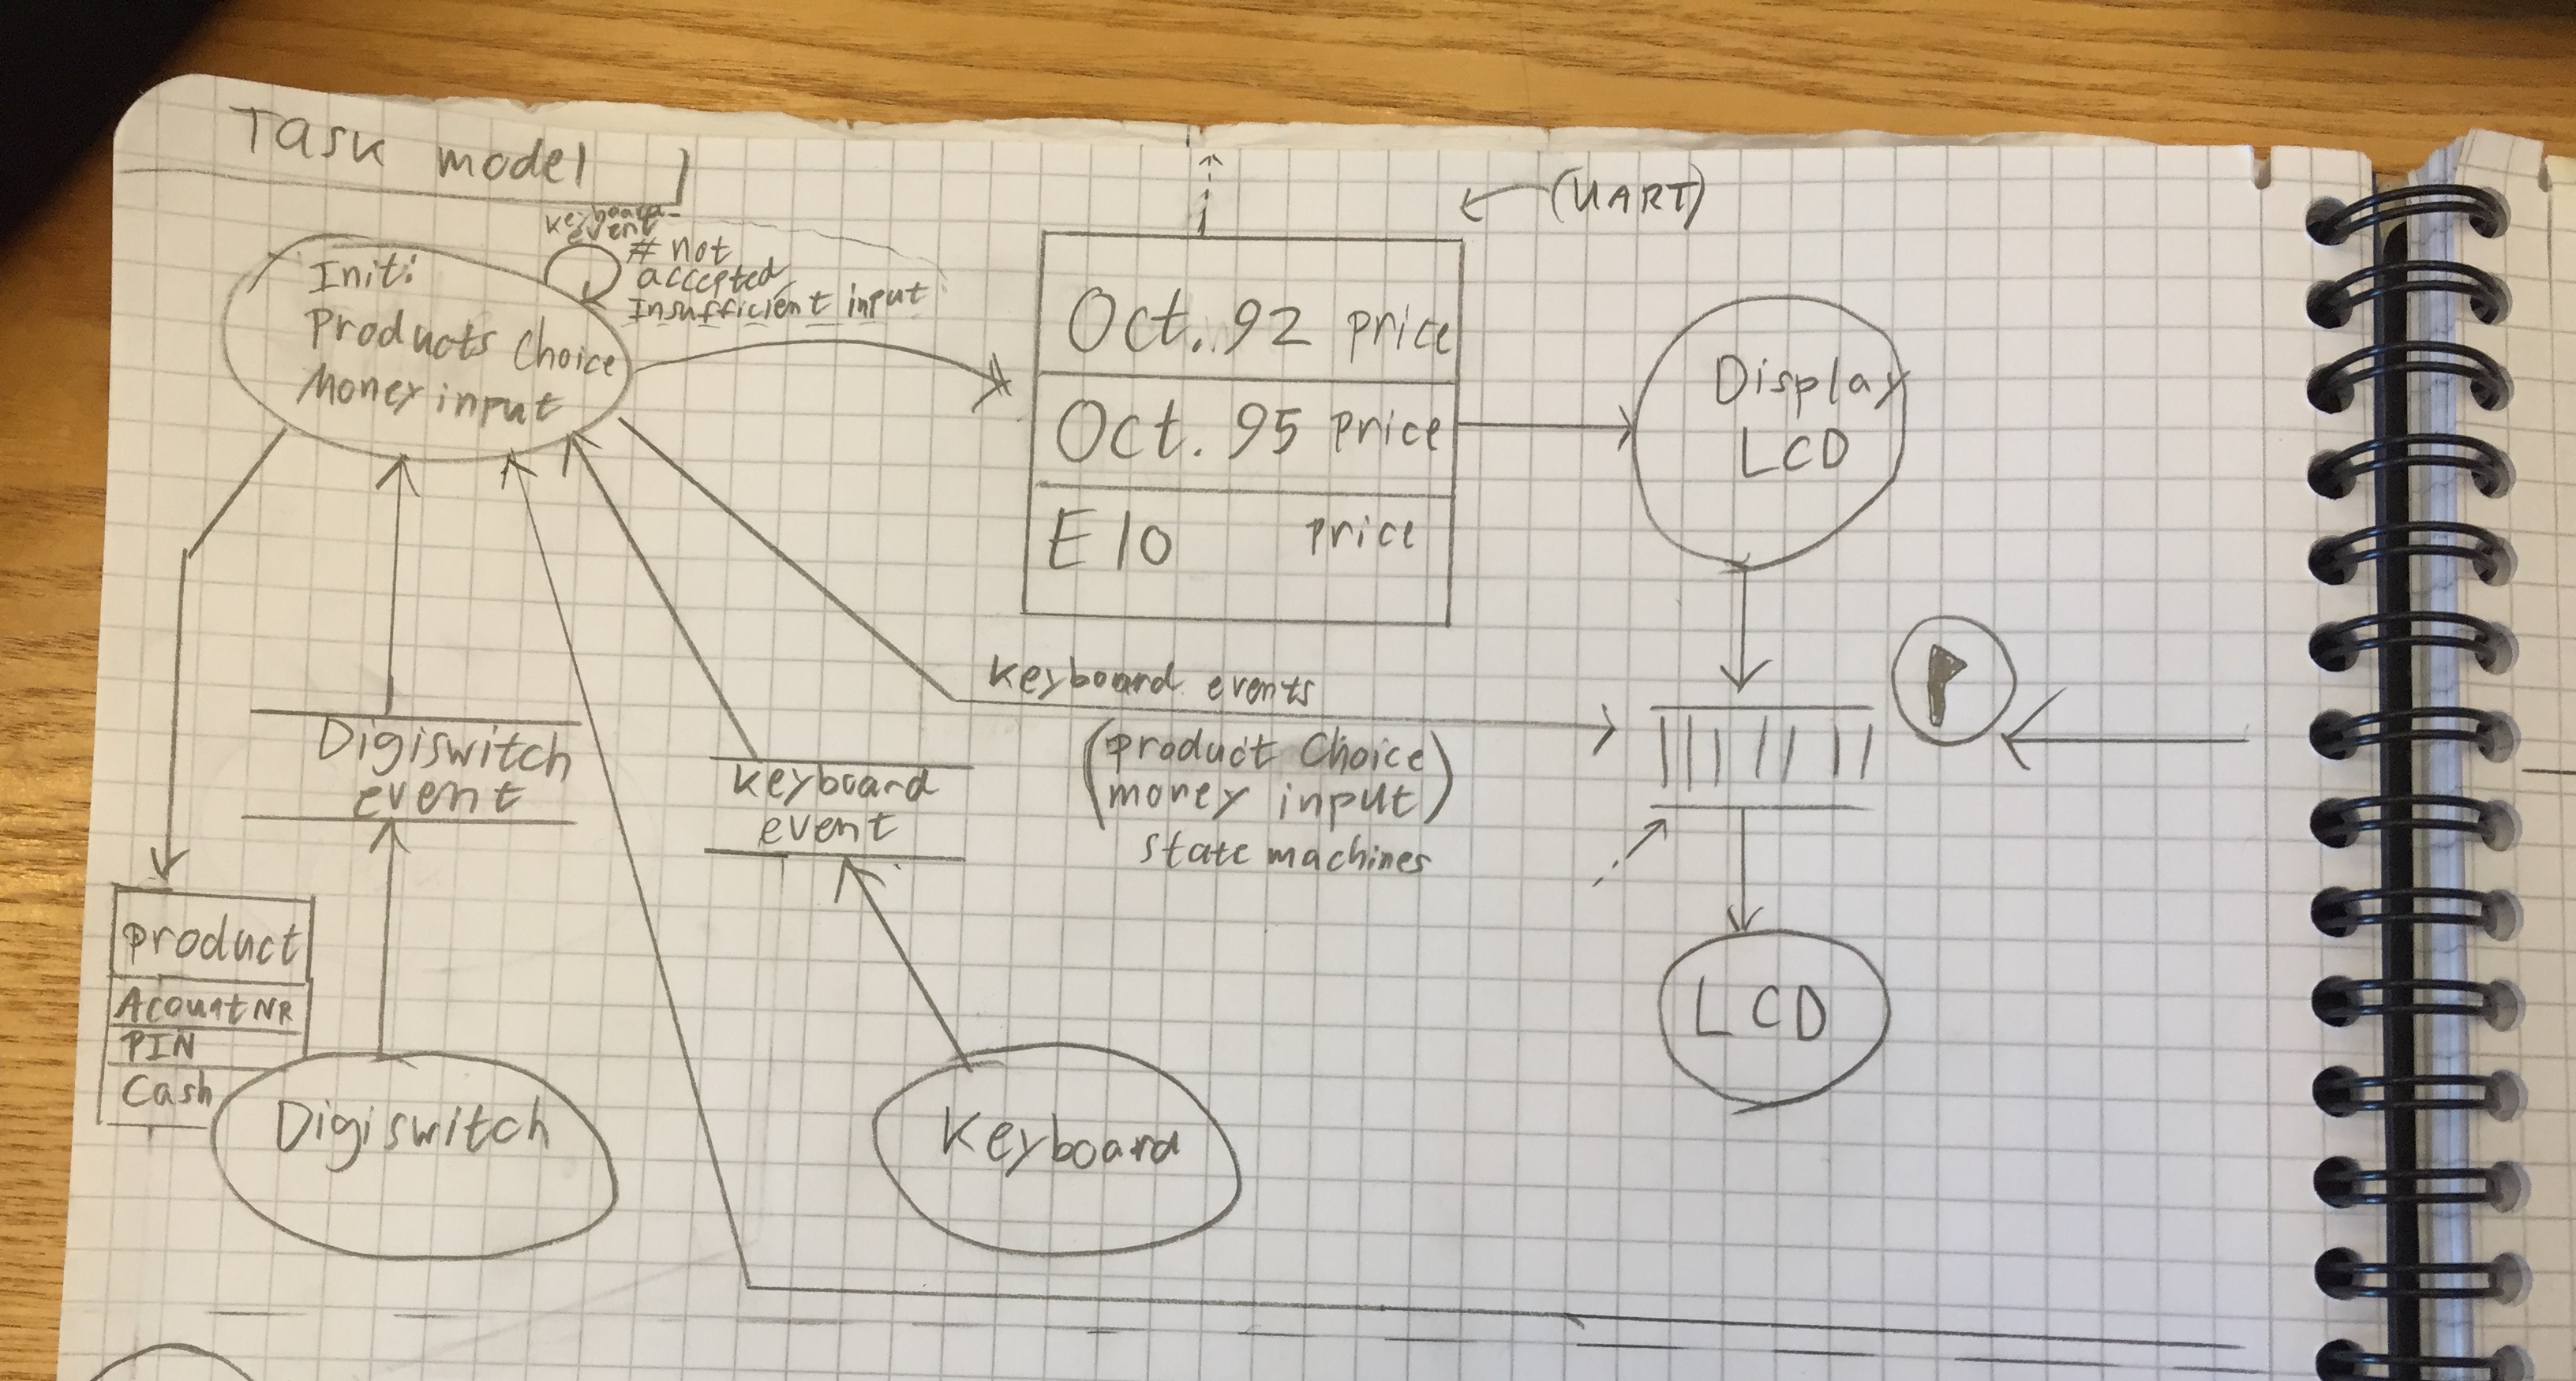 Task model
(UART)
keyboard
event
# not
accepted
Insufficient input
Init:
Products Choice
Money input
Oct. 92 price
Oct. 95 price
E10 price
Display
LCD
keyboard events
(product Choice
money input)
state machines
P
Digiswitch
event
keyboard
event
product
AcountNR
PIN
Cash
Digiswitch
Keyboard
LCD